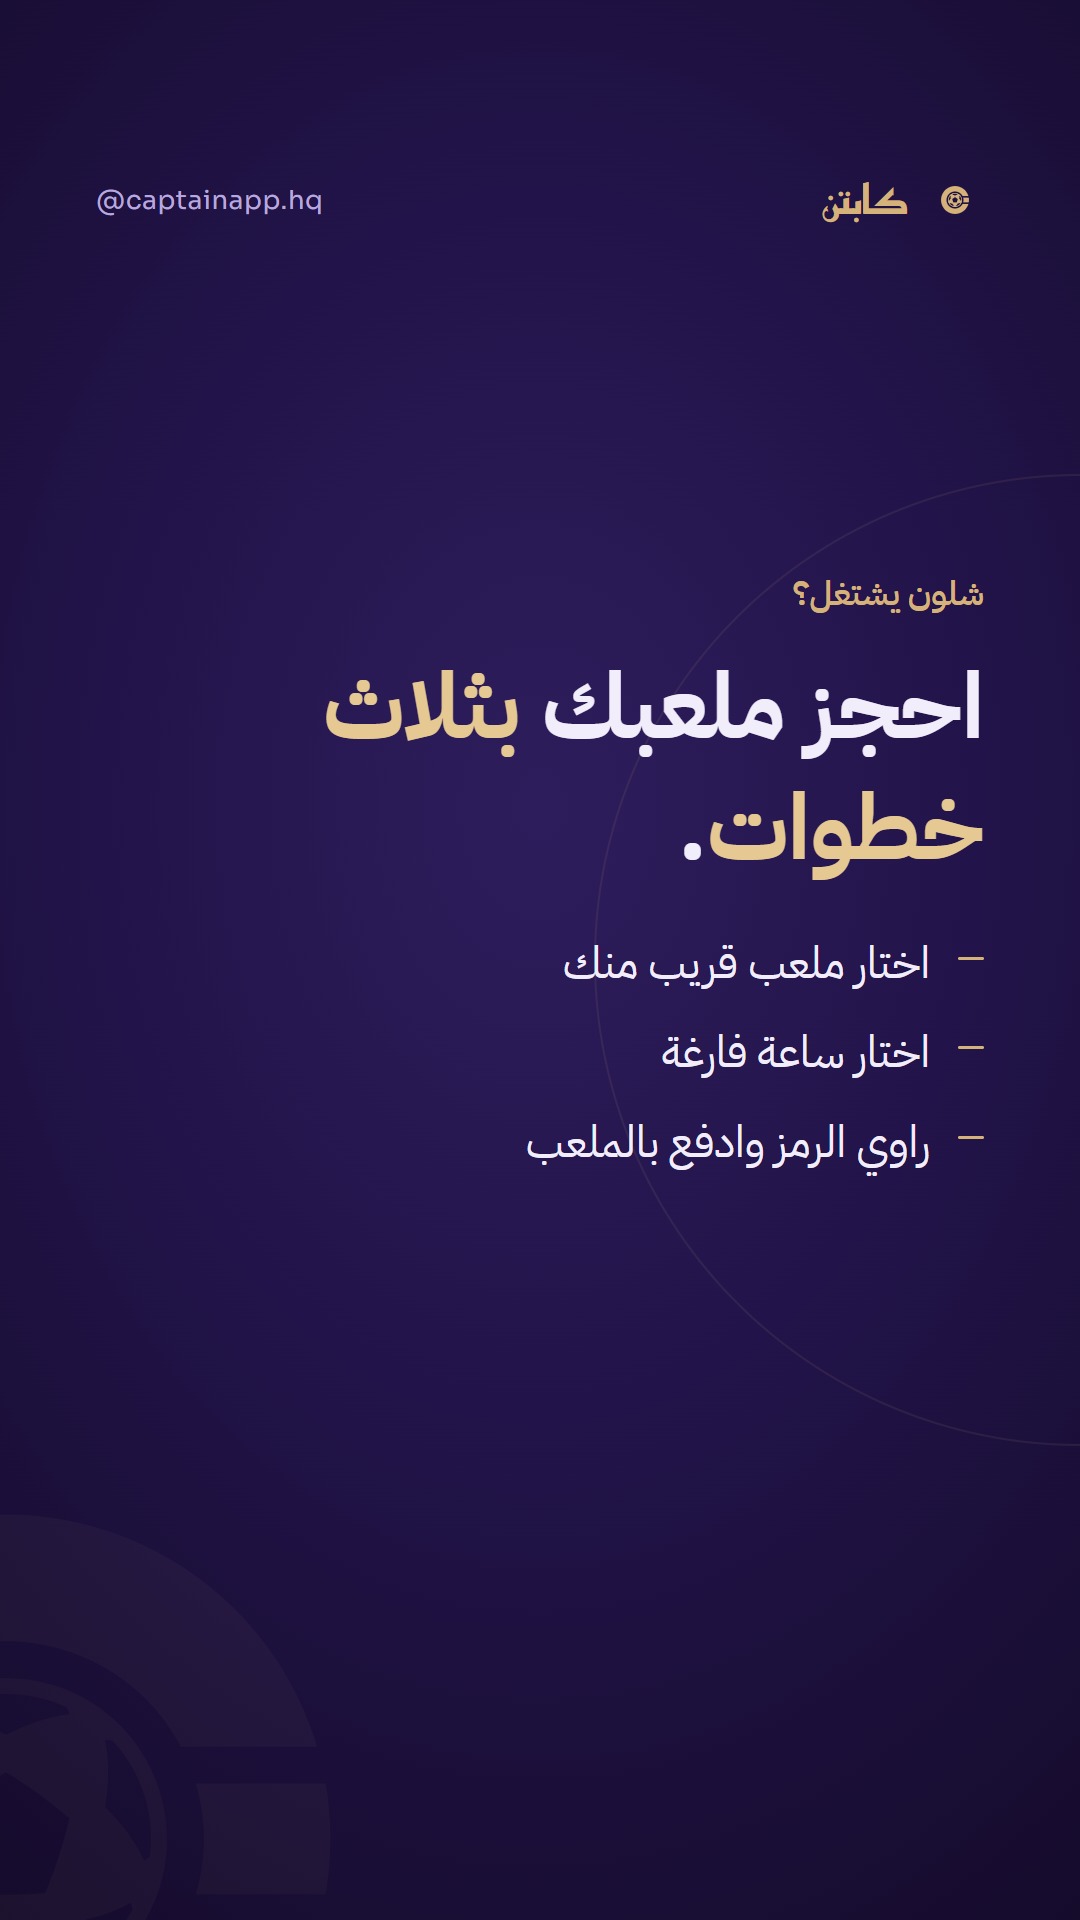 كابتن
@captainapp.hq
شلون يشتغل؟
احجز ملعبك بثلاث
خطوات.
— اختار ملعب قريب منك
— اختار ساعة فارغة
— راوي الرمز وادفع بالملعب